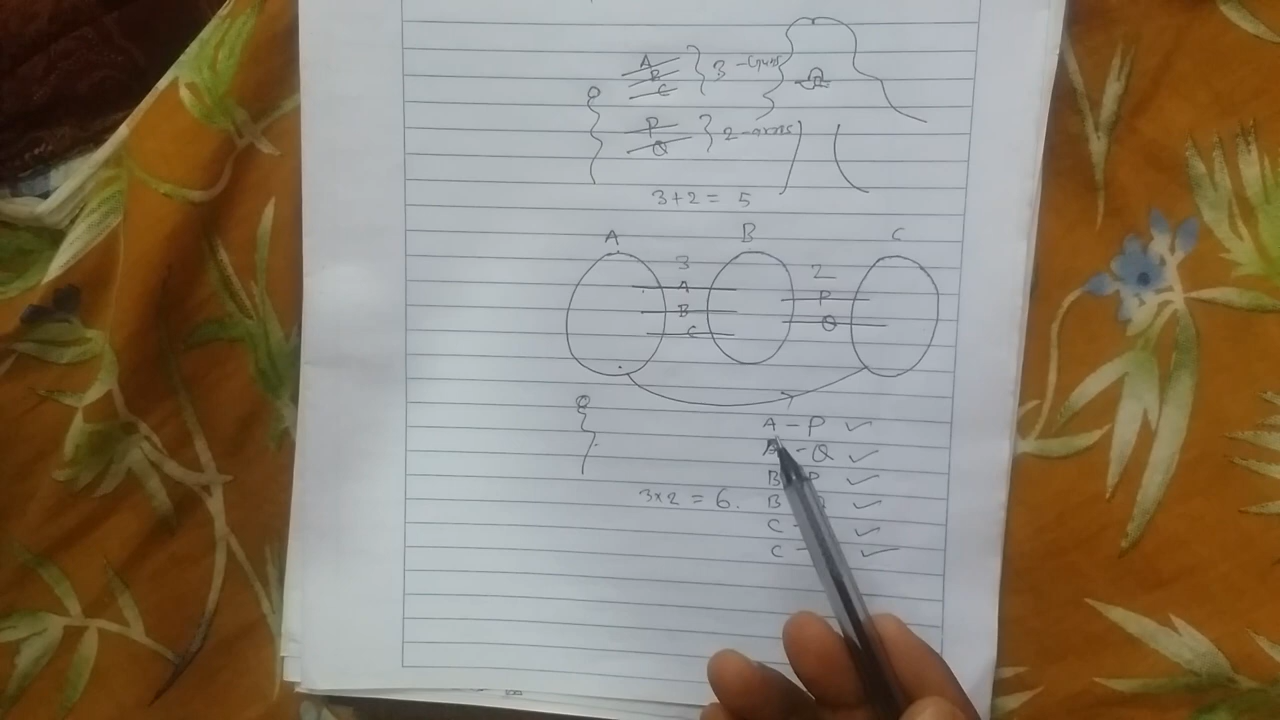 A
B
C
3 -
P
Q
2 -
3+2 = 5
A B C
3 2
A P
B Q
C
A - P ✓
- Q ✓
B P ✓
3×2 = 6. B ✓
C - ✓
C - ✓